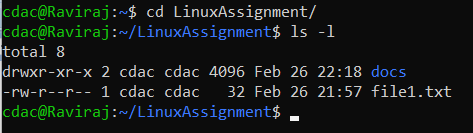 cdac@Raviraj:~$ cd LinuxAssignment/
cdac@Raviraj:~/LinuxAssignment$ ls -l
total 8
drwxr-xr-x 2 cdac cdac 4096 Feb 26 22:18 docs
-rw-r--r-- 1 cdac cdac   32 Feb 26 21:57 file1.txt
cdac@Raviraj:~/LinuxAssignment$